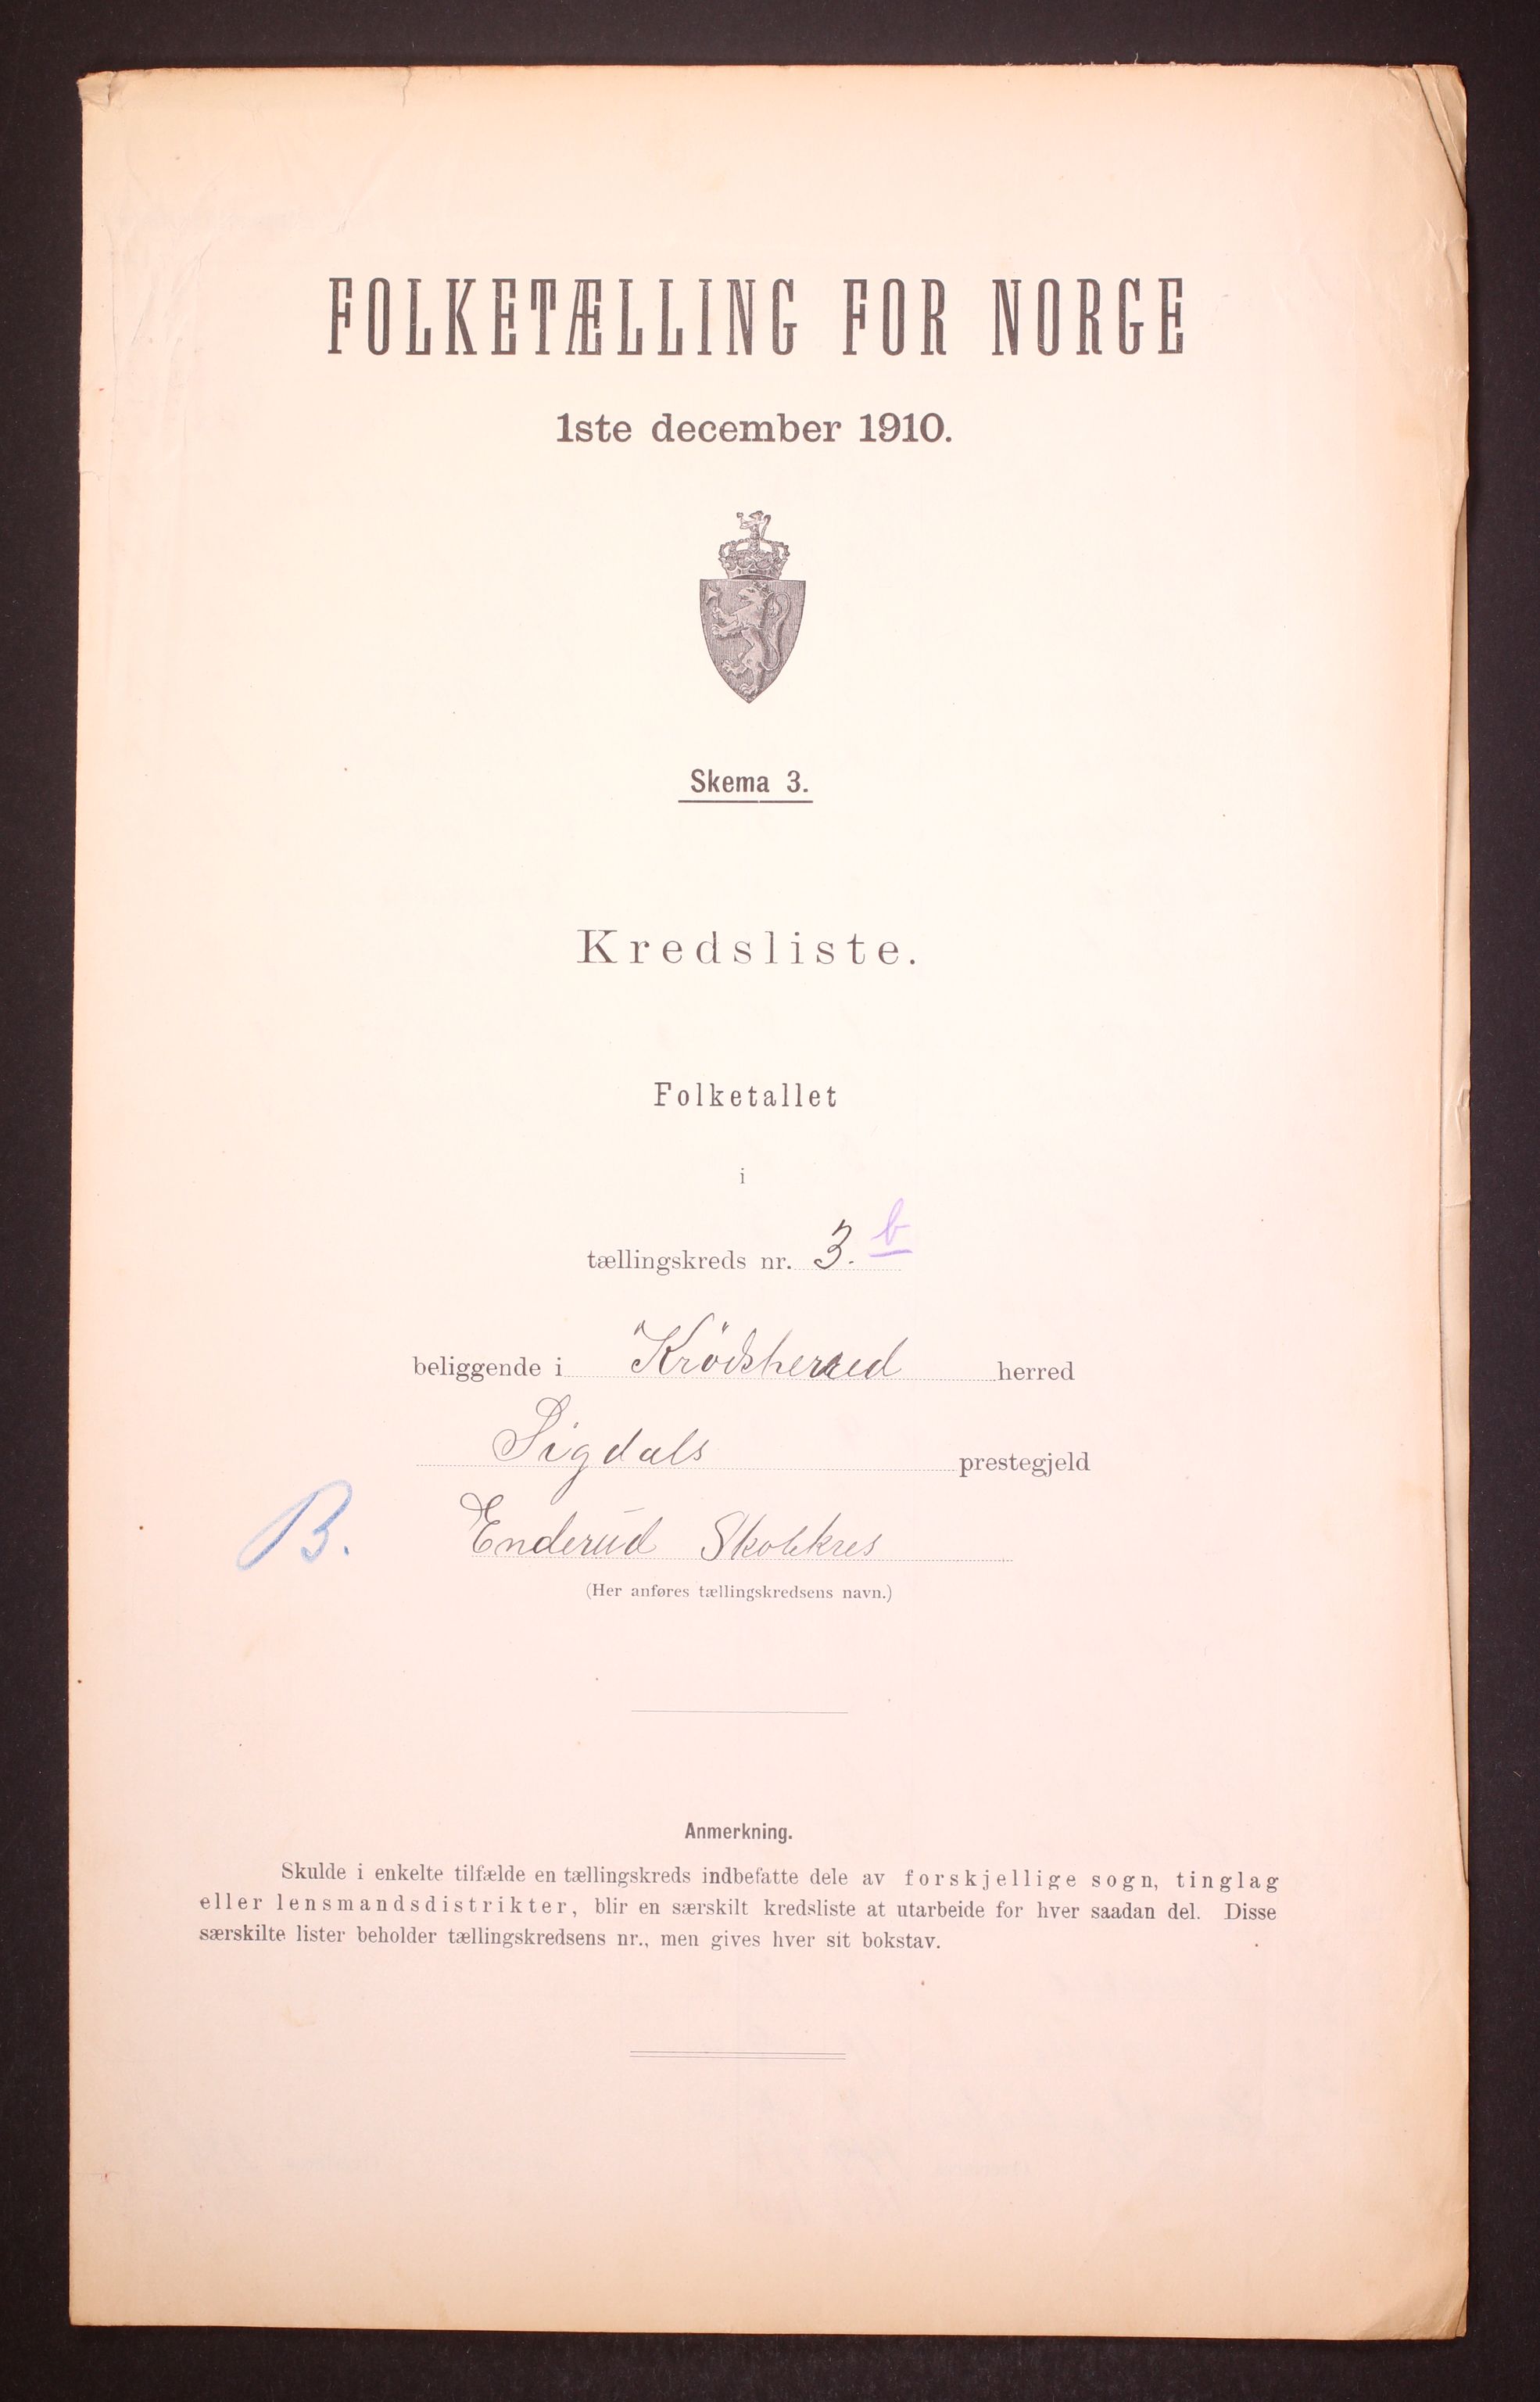 FOLKETÆLLING FOR NORGE
1ste december 1910.
Skema 3.
Kredsliste.
Folketallet
i
tællingskreds nr. 3. b
beliggende i Krödsherred herred
Sigdals prestegjeld
B. Enderud Skolekres
(Her anføres tællingskredsens navn.)
Anmerkning.
Skulde i enkelte tilfælde en tællingskreds indbefatte dele av forskjellige sogn, tinglag
eller lensmandsdistrikter, blir en særskilt kredsliste at utarbeide for hver saadan del. Disse
særskilte lister beholder tællingskredsens nr., men gives hver sit bokstav.